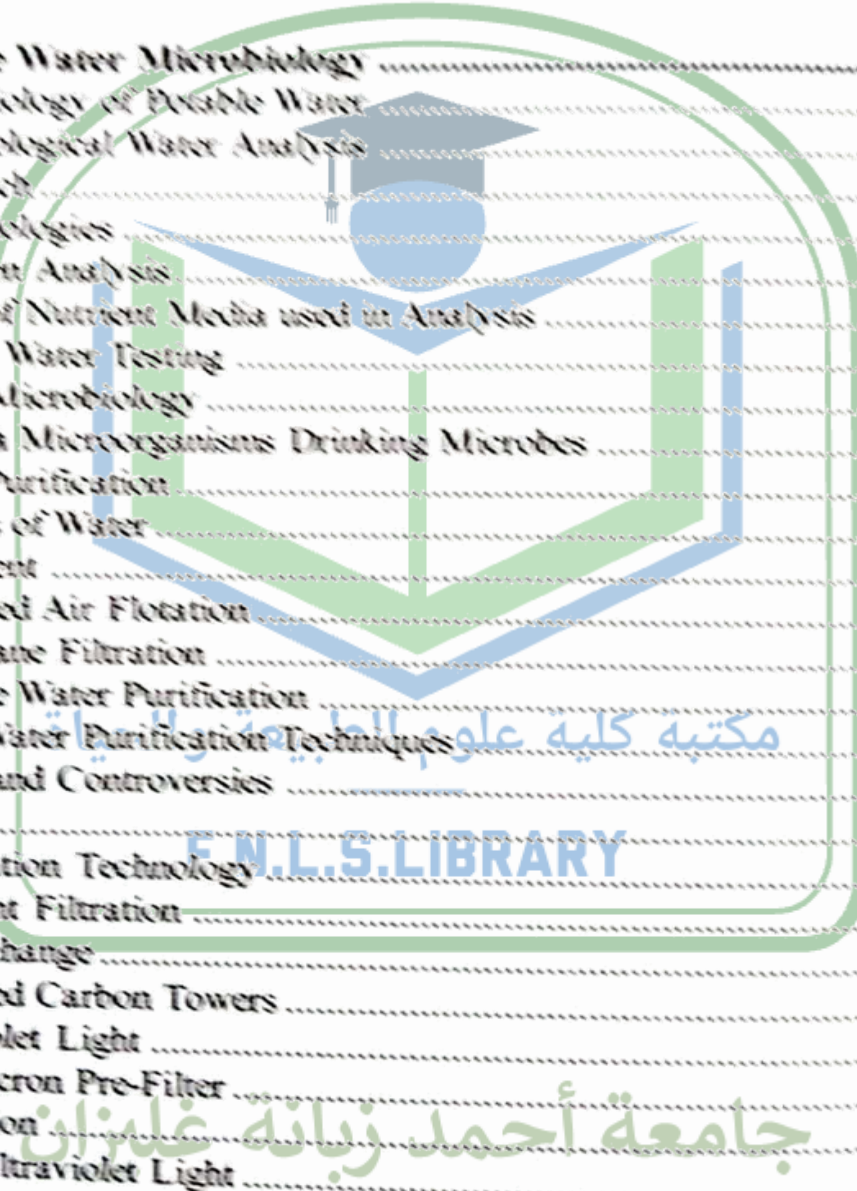 Water Microbiology
iology of Potable Water
ological Water Analysis
ologies
Analysis
of Nutrient Media used in Analysis
Water Testing
Microbiology
Microorganisms Drinking Microbes
Purification
of Water
ent
ed Air Flotation
ane Filtration
Water Purification
Water Purification Techniques
مكتبة كلية علوم الطبيعة والحياة
and Controversies
F.N.L.S.LIBRARY
tion Technology
nt Filtration
change
ed Carbon Towers
olet Light
cron Pre-Filter
on
جامعة أحمد زبانة غليزان
ltraviolet Light